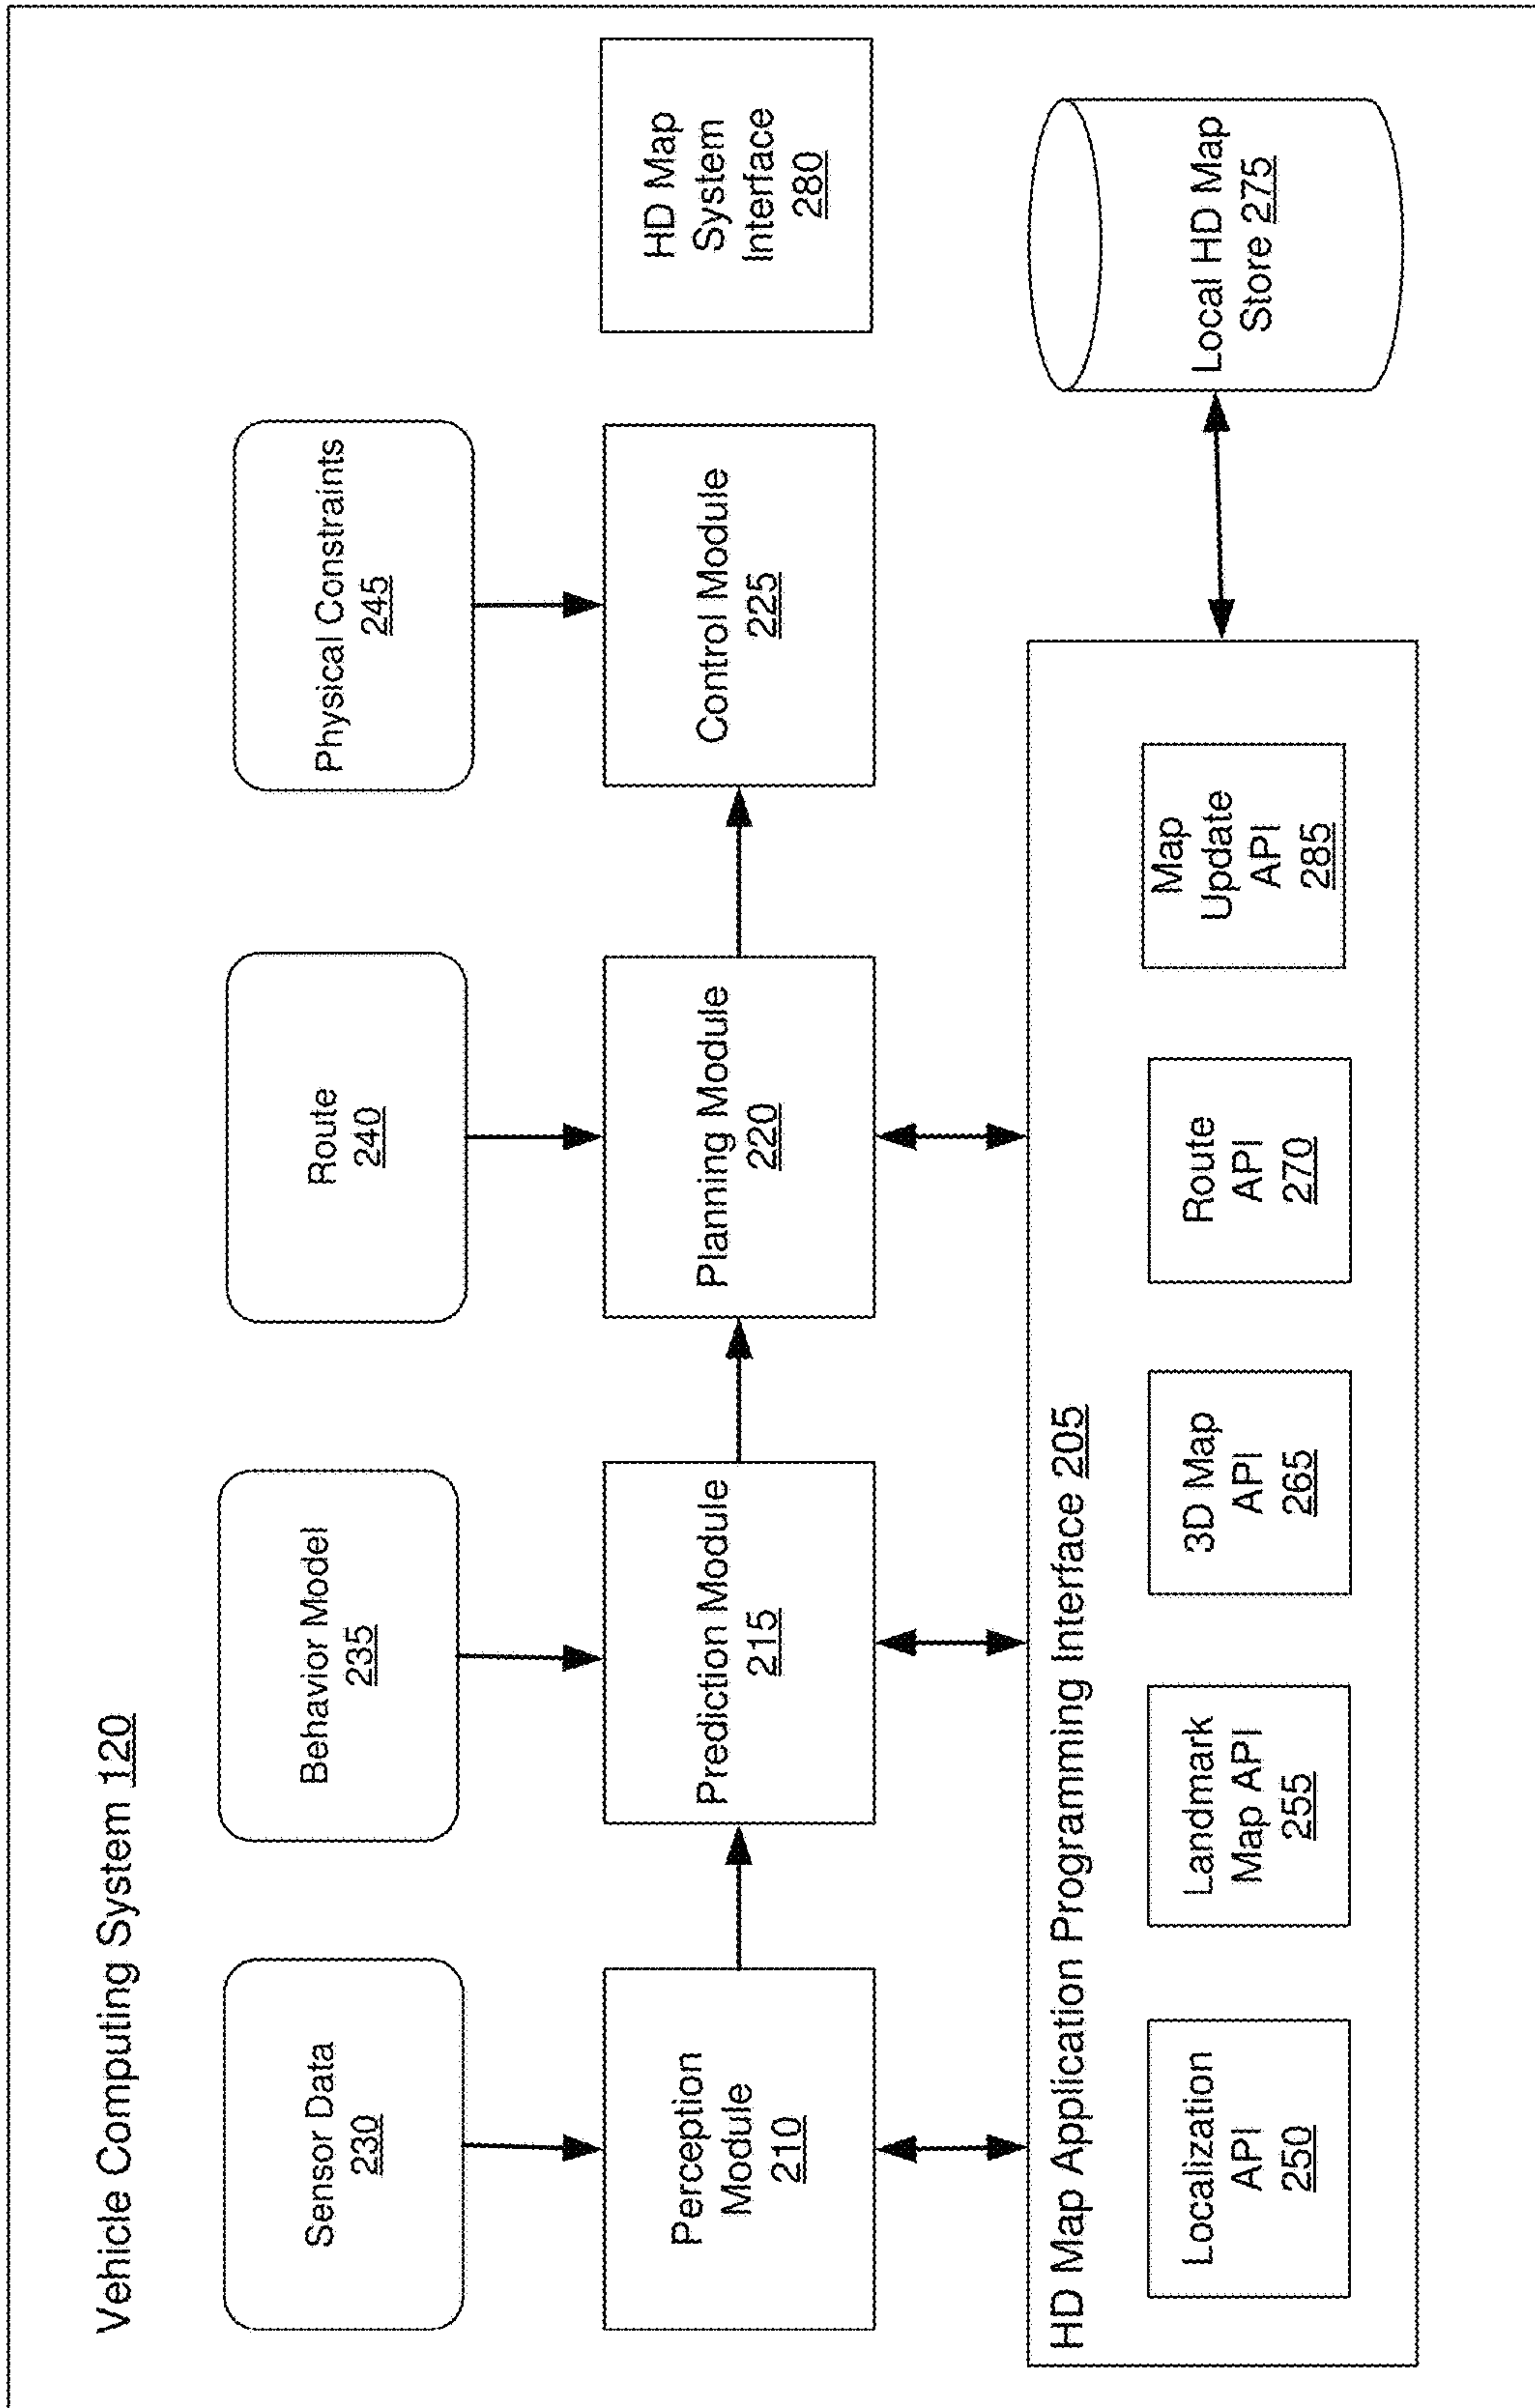 Vehicle Computing System 120
Sensor Data
230
Behavior Model
235
Route
240
Physical Constraints
245
Perception
Module
210
Prediction Module
215
Planning Module
220
Control Module
225
HD Map
System
Interface
280
HD Map Application Programming Interface 205
Localization
API
250
Landmark
Map API
255
3D Map
API
265
Route
API
270
Map
Update
API
285
Local HD Map
Store 275